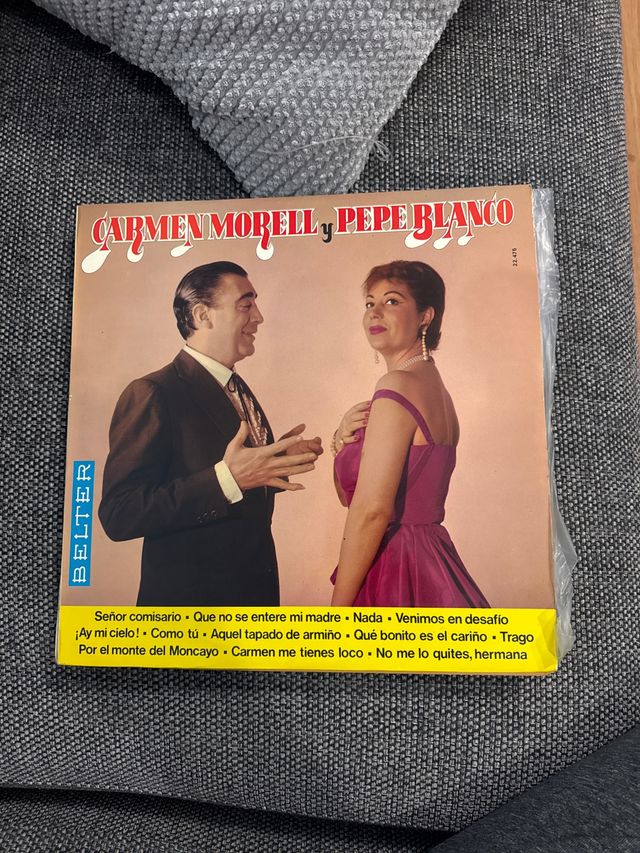 CARMEN MORELL y PEPE BLANCO
22.475
BELTER
Señor comisario ▪ Que no se entere mi madre ▪ Nada ▪ Venimos en desafío
¡Ay mi cielo! ▪ Como tú ▪ Aquel tapado de armiño ▪ Qué bonito es el cariño ▪ Trago
Por el monte del Moncayo ▪ Carmen me tienes loco ▪ No me lo quites, hermana